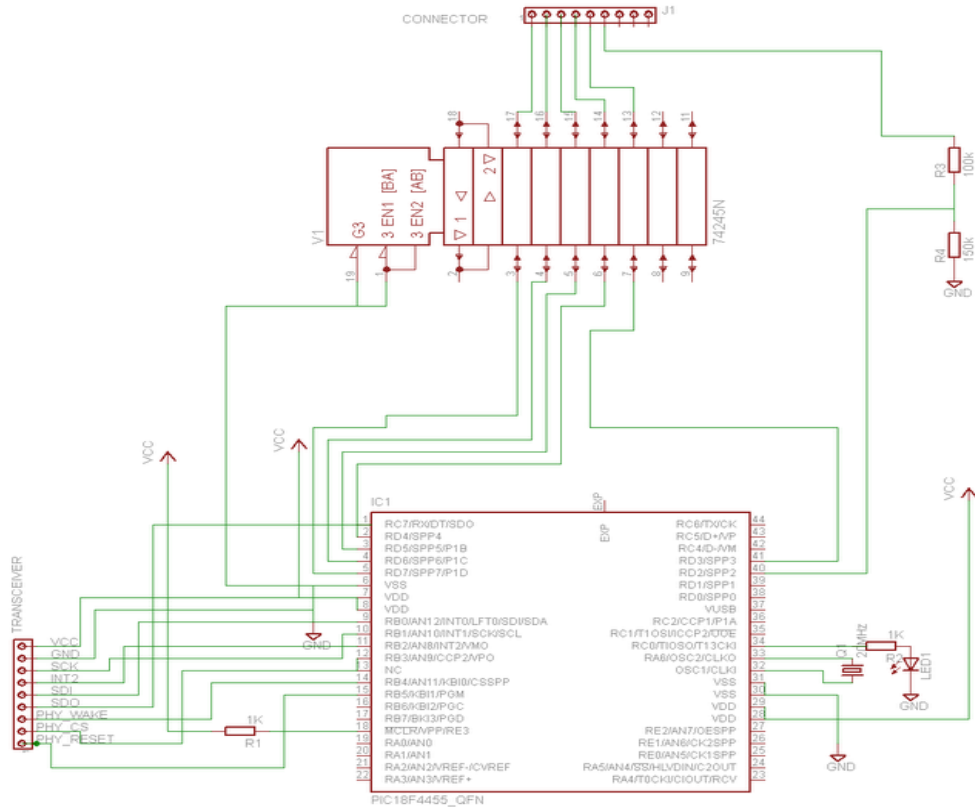 CONNECTOR
J1
18
17
16
15
14
13
12
11
V1
G3
3 EN1 [BA]
3 EN2 [AB]
1
2
74245N
19
1
2
3
4
5
6
7
8
9
R3
100k
R4
150k
GND
VCC
VCC
VCC
IC1
EXP
EXP
1 RC7/RX/DT/SDO
2 RD4/SPP4
3 RD5/SPP5/P1B
4 RD6/SPP6/P1C
5 RD7/SPP7/P1D
6 VSS
7 VDD
8 VDD
9 RB0/AN12/INT0/LFT0/SDI/SDA
10 RB1/AN10/INT1/SCK/SCL
11 RB2/AN8/INT2/VMO
12 RB3/AN9/CCP2/VPO
13 NC
14 RB4/AN11/KBI0/CSSPP
15 RB5/KBI1/PGM
16 RB6/KBI2/PGC
17 RB7/BKI3/PGD
18 MCLR/VPP/RE3
19 RA0/AN0
20 RA1/AN1
21 RA2/AN2/VREF-/CVREF
22 RA3/AN3/VREF+
RC6/TX/CK 44
RC5/D+/VP 43
RC4/D-/VM 42
RD3/SPP3 41
RD2/SPP2 40
RD1/SPP1 39
RD0/SPP0 38
VUSB 37
RC2/CCP1/P1A 36
RC1/T1OSI/CCP2/UOE 35
RC0/TIOSO/T13CKI 34
RA6/OSC2/CLKO 33
OSC1/CLKI 32
VSS 31
VSS 30
VDD 29
VDD 28
RE2/AN7/OESPP 27
RE1/AN6/CK2SPP 26
RE0/AN5/CK1SPP 25
RA5/AN4/SS/HLVDIN/C2OUT 24
RA4/T0CKI/CIOUT/RCV 23
PIC18F4455_QFN
GND
TRANSCEIVER
VCC
GND
SCK
INT2
SDI
SDO
PHY_WAKE
PHY_CS
PHY_RESET
1K
R1
Q1
20MHz
1K
R2
LED1
GND
GND